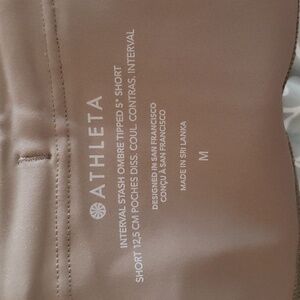 ATHLETA
INTERVAL STASH OMBRE TIPPED 5" SHORT
SHORT 12,5 CM POCHES DISS. COUL. CONTRAS. INTERVAL
DESIGNED IN SAN FRANCISCO
CONÇU À SAN FRANCISCO
MADE IN SRI LANKA
M